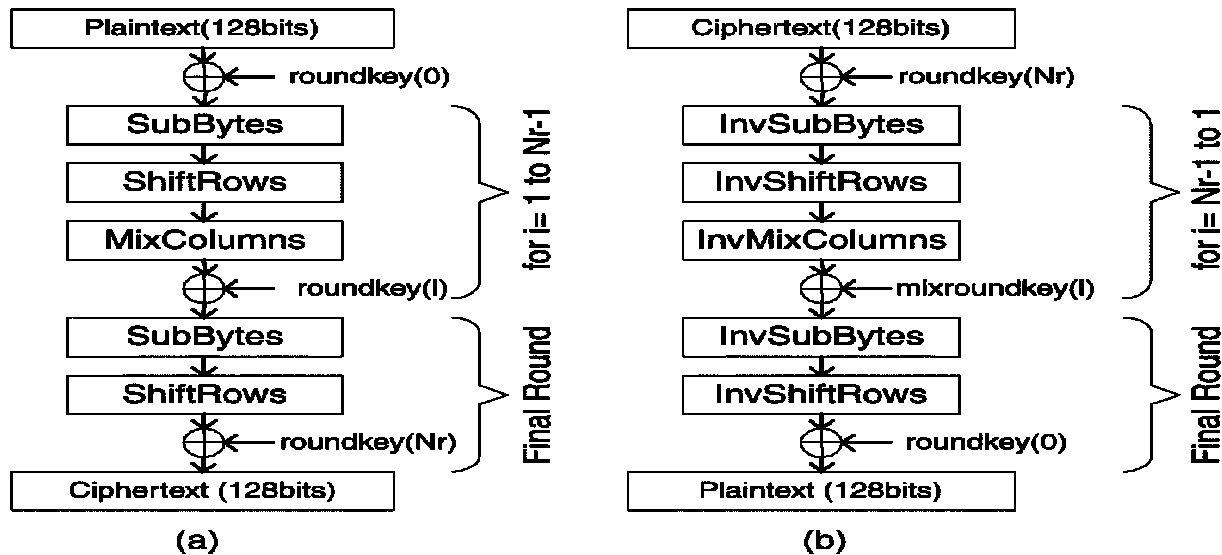 Plaintext(128bits)
roundkey(0)
SubBytes
ShiftRows
MixColumns
roundkey(I)
for i= 1 to Nr-1
SubBytes
ShiftRows
roundkey(Nr)
Final Round
Ciphertext (128bits)
(a)
Ciphertext(128bits)
roundkey(Nr)
InvSubBytes
InvShiftRows
InvMixColumns
mixroundkey(I)
for i= Nr-1 to 1
InvSubBytes
InvShiftRows
roundkey(0)
Final Round
Plaintext (128bits)
(b)